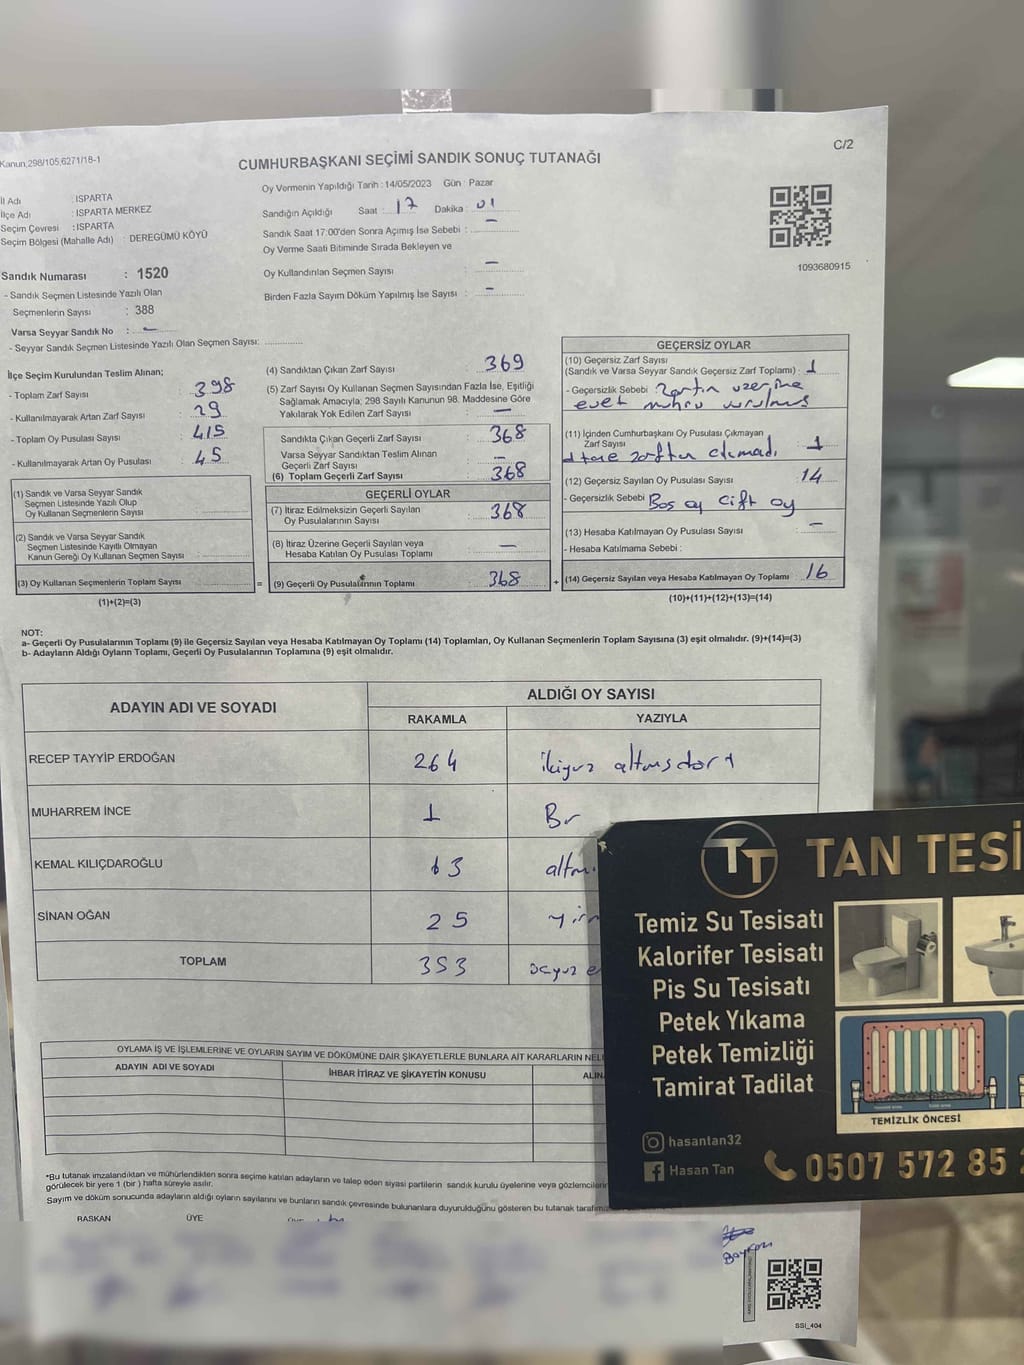 Kanun,298/105,6271/18-1
C/2
CUMHURBAŞKANI SEÇİMİ SANDIK SONUÇ TUTANAĞI
İl Adı : ISPARTA
İlçe Adı : ISPARTA MERKEZ
Seçim Çevresi : ISPARTA
Seçim Bölgesi (Mahalle Adı) : DEREGÜMÜ KÖYÜ
Sandık Numarası : 1520
- Sandık Seçmen Listesinde Yazılı Olan
Seçmenlerin Sayısı : 388
Varsa Seyyar Sandık No : -
- Seyyar Sandık Seçmen Listesinde Yazılı Olan Seçmen Sayısı:
Oy Vermenin Yapıldığı Tarih : 14/05/2023 Gün : Pazar
Sandığın Açıldığı Saat : 17 Dakika : 01
Sandık Saat 17:00'den Sonra Açımış İse Sebebi : -
Oy Verme Saati Bitiminde Sırada Bekleyen ve
Oy Kullandırılan Seçmen Sayısı : -
Birden Fazla Sayım Döküm Yapılmış İse Sayısı : -
1093680915
İlçe Seçim Kurulundan Teslim Alınan;
- Toplam Zarf Sayısı : 398
- Kullanılmayarak Artan Zarf Sayısı : 29
- Toplam Oy Pusulası Sayısı : 415
- Kullanılmayarak Artan Oy Pusulası : 45
(1) Sandık ve Varsa Seyyar Sandık
Seçmen Listesinde Yazılı Olup
Oy Kullanan Seçmenlerin Sayısı :
(2) Sandık ve Varsa Seyyar Sandık
Seçmen Listesinde Kayıtlı Olmayan
Kanun Gereği Oy Kullanan Seçmen Sayısı :
(3) Oy Kullanan Seçmenlerin Toplam Sayısı =
(1)+(2)=(3)
(4) Sandıktan Çıkan Zarf Sayısı : 369
(5) Zarf Sayısı Oy Kullanan Seçmen Sayısından Fazla İse, Eşitliği
Sağlamak Amacıyla; 298 Sayılı Kanunun 98. Maddesine Göre
Yakılarak Yok Edilen Zarf Sayısı : -
Sandıkta Çıkan Geçerli Zarf Sayısı : 368
Varsa Seyyar Sandıktan Teslim Alınan
Geçerli Zarf Sayısı : -
(6) Toplam Geçerli Zarf Sayısı : 368
GEÇERLİ OYLAR
(7) İtiraz Edilmeksizin Geçerli Sayılan
Oy Pusulalarının Sayısı : 368
(8) İtiraz Üzerine Geçerli Sayılan veya
Hesaba Katılan Oy Pusulası Toplamı : -
(9) Geçerli Oy Pusulalarının Toplamı : 368 +
GEÇERSİZ OYLAR
(10) Geçersiz Zarf Sayısı
(Sandık ve Varsa Seyyar Sandık Geçersiz Zarf Toplamı) : 1
- Geçersizlik Sebebi : Zarfın üzerine
evet mührü vurulmuş
(11) İçinden Cumhurbaşkanı Oy Pusulası Çıkmayan
Zarf Sayısı : 1
1 tane zarftan çıkmadı
(12) Geçersiz Sayılan Oy Pusulası Sayısı : 14
- Geçersizlik Sebebi : Boş oy çift oy
(13) Hesaba Katılmayan Oy Pusulası Sayısı : -
- Hesaba Katılmama Sebebi :
(14) Geçersiz Sayılan veya Hesaba Katılmayan Oy Toplamı : 16
(10)+(11)+(12)+(13)=(14)
NOT:
a- Geçerli Oy Pusulalarının Toplamı (9) ile Geçersiz Sayılan veya Hesaba Katılmayan Oy Toplamı (14) Toplamları, Oy Kullanan Seçmenlerin Toplam Sayısına (3) eşit olmalıdır. (9)+(14)=(3)
b- Adayların Aldığı Oyların Toplamı, Geçerli Oy Pusulalarının Toplamına (9) eşit olmalıdır.
ADAYIN ADI VE SOYADI
ALDIĞI OY SAYISI
RAKAMLA YAZIYLA
RECEP TAYYİP ERDOĞAN 264 ikiyüz altmışdört
MUHARREM İNCE 1 Bir
KEMAL KILIÇDAROĞLU 63 altm
SİNAN OĞAN 25 yirm
TOPLAM 353 üçyüz e
OYLAMA İŞ VE İŞLEMLERİNE VE OYLARIN SAYIM VE DÖKÜMÜNE DAİR ŞİKAYETLERLE BUNLARA AİT KARARLARIN NELİ
ADAYIN ADI VE SOYADI İHBAR İTİRAZ VE ŞİKAYETİN KONUSU ALIN
*Bu tutanak imzalandıktan ve mühürlendikten sonra seçime katılan adayların ve talep eden siyasi partilerin sandık kurulu üyelerine veya gözlemcilerin
görülecek bir yere 1 (bir ) hafta süreyle asılır.
Sayım ve döküm sonucunda adayların aldığı oyların sayılarını ve bunların sandık çevresinde bulunanlara duyurulduğunu gösteren bu tutanak tarafımız
BAŞKAN ÜYE
SSI_404
TT TAN TESİ
Temiz Su Tesisatı
Kalorifer Tesisatı
Pis Su Tesisatı
Petek Yıkama
Petek Temizliği
Tamirat Tadilat
TEMİZLİK ÖNCESİ
hasantan32
Hasan Tan
0507 572 85